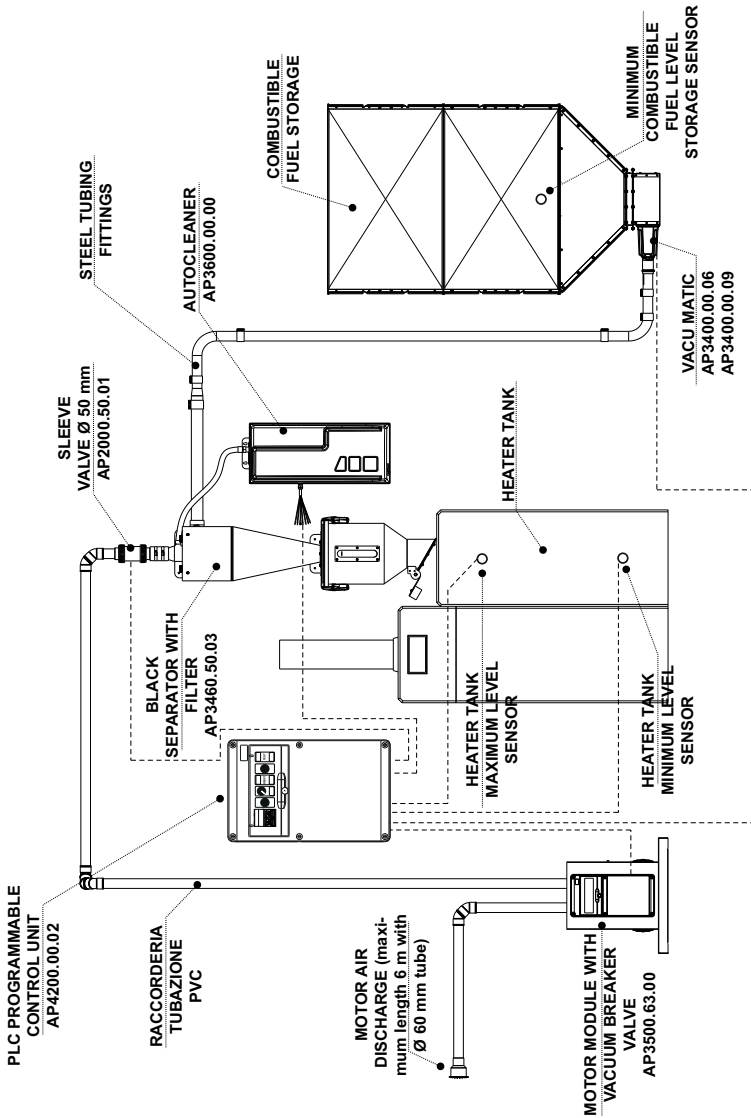 PLC PROGRAMMABLE
CONTROL UNIT
AP4200.00.02
RACCORDERIA
TUBAZIONE
PVC
MOTOR AIR
DISCHARGE (maxi-
mum length 6 m with
Ø 60 mm tube)
MOTOR MODULE WITH
VACUUM BREAKER
VALVE
AP3500.63.00
SLEEVE
VALVE Ø 50 mm
AP2000.50.01
BLACK
SEPARATOR WITH
FILTER
AP3460.50.03
HEATER TANK
MAXIMUM LEVEL
SENSOR
HEATER TANK
MINIMUM LEVEL
SENSOR
STEEL TUBING
FITTINGS
AUTOCLEANER
AP3600.00.00
HEATER TANK
COMBUSTIBLE
FUEL STORAGE
VACU MATIC
AP3400.00.06
AP3400.00.09
MINIMUM
COMBUSTIBLE
FUEL LEVEL
STORAGE SENSOR